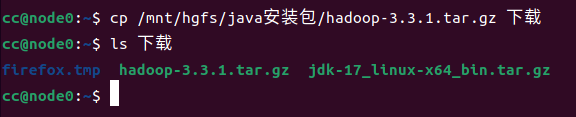 cc@node0:~$ cp /mnt/hgfs/java安装包/hadoop-3.3.1.tar.gz 下载
cc@node0:~$ ls 下载
firefox.tmp  hadoop-3.3.1.tar.gz  jdk-17_linux-x64_bin.tar.gz
cc@node0:~$